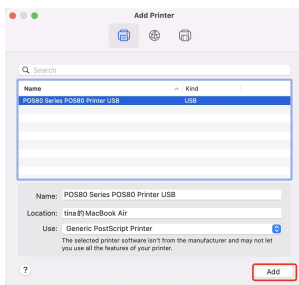 Add Printer
Search
Name Kind
POS80 Series POS80 Printer USB USB
Name: POS80 Series POS80 Printer USB
Location: tina的MacBook Air
Use: Generic PostScript Printer
The selected printer software isn't from the manufacturer and may not let
you use all the features of your printer.
? Add